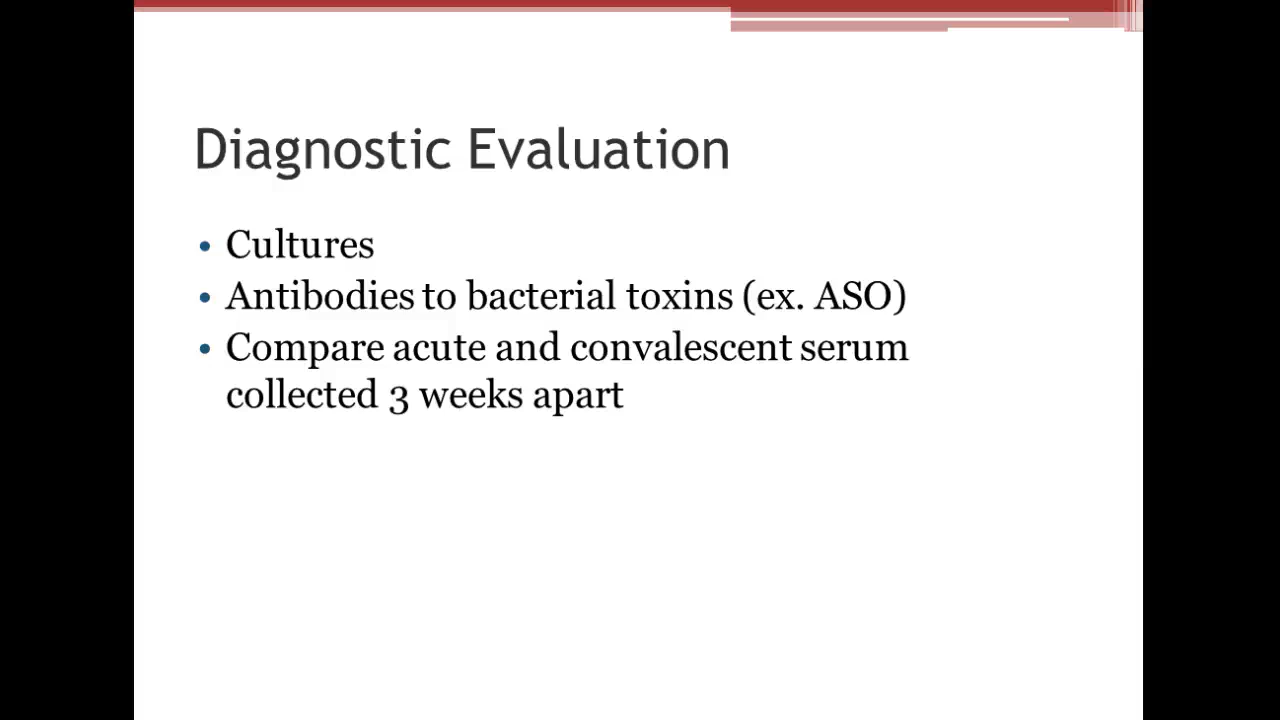 Diagnostic Evaluation
• Cultures
• Antibodies to bacterial toxins (ex. ASO)
• Compare acute and convalescent serum
collected 3 weeks apart